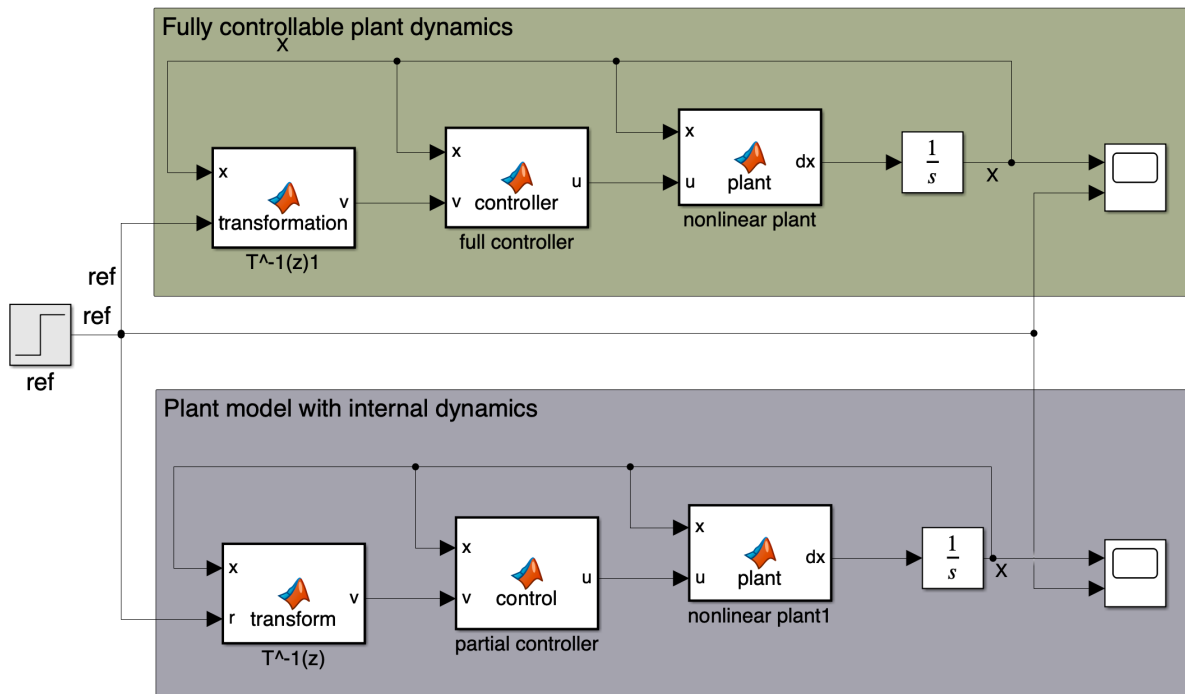 Fully controllable plant dynamics
x
x
transformation
v
T^-1(z)1
x
v
controller
u
full controller
x
u
plant
dx
nonlinear plant
1
s
x
ref
ref
ref
Plant model with internal dynamics
x
r
transform
v
T^-1(z)
x
v
control
u
partial controller
x
u
plant
dx
nonlinear plant1
1
s
x